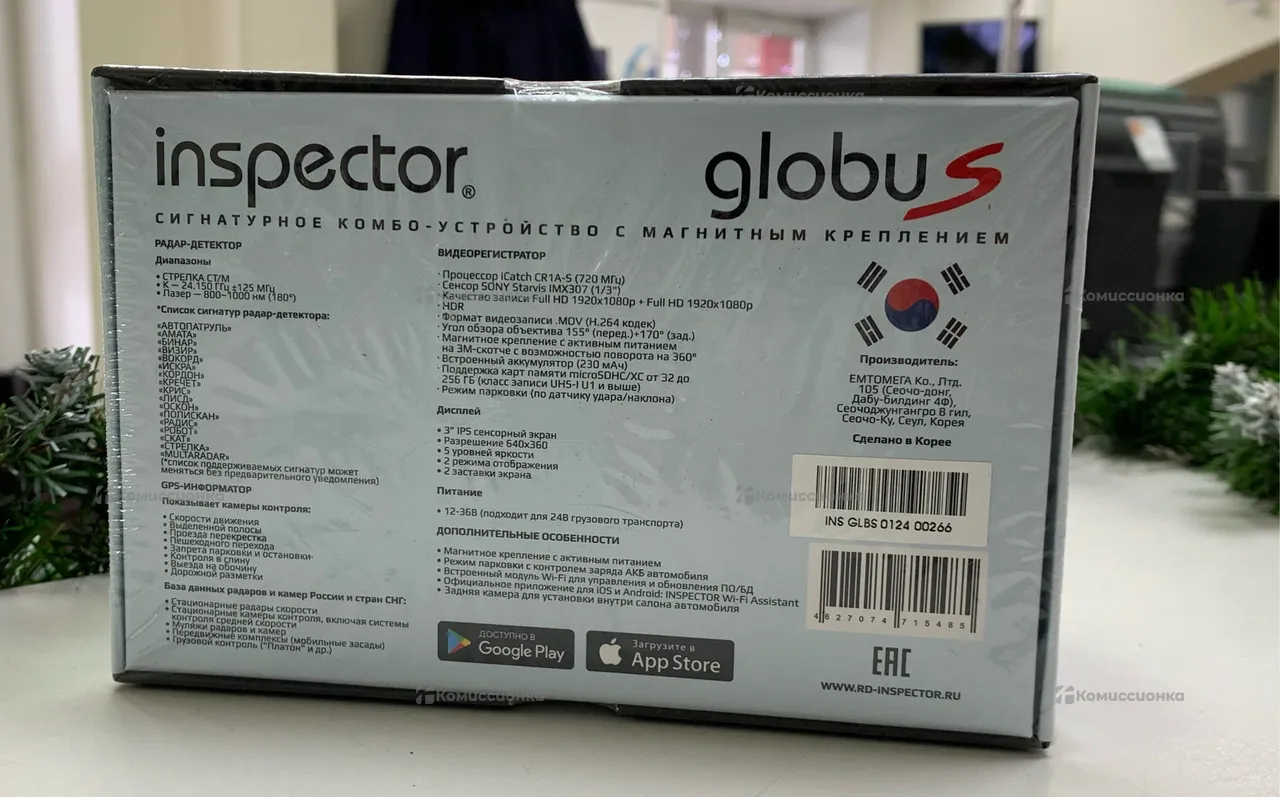 inspector®
globus
СИГНАТУРНОЕ КОМБО-УСТРОЙСТВО С МАГНИТНЫМ КРЕПЛЕНИЕМ
РАДАР-ДЕТЕКТОР
Диапазоны
• СТРЕЛКА СТ/М
• К — 24.150 ГГц ±125 МГц
• Лазер — 800–1000 нм (180°)
*Список сигнатур радар-детектора:
«АВТОПАТРУЛЬ»
«АМАТА»
«БИНАР»
«ВИЗИР»
«ВОКОРД»
«ИСКРА»
«КОРДОН»
«КРЕЧЕТ»
«КРИС»
«ЛИСД»
«ОСКОН»
«ПОЛИСКАН»
«РАДИС»
«РОБОТ»
«СКАТ»
«СТРЕЛКА»
«MULTARADAR»
(*список поддерживаемых сигнатур может
меняться без предварительного уведомления)
GPS-ИНФОРМАТОР
Показывает камеры контроля:
• Скорости движения
• Выделенной полосы
• Проезда перекрестка
• Пешеходного перехода
• Запрета парковки и остановки-
• Контроля в спину
• Выезда на обочину
• Дорожной разметки
База данных радаров и камер России и стран СНГ:
• Стационарные радары скорости
• Стационарные камеры контроля, включая системы
контроля средней скорости
• Муляжи радаров и камер
• Передвижные комплексы (мобильные засады)
• Грузовой контроль ("Платон" и др.)
ВИДЕОРЕГИСТРАТОР
· Процессор iCatch CR1A-S (720 МГц)
· Сенсор SONY Starvis IMX307 (1/3")
· Качество записи Full HD 1920x1080p + Full HD 1920x1080p
· HDR
· Формат видеозаписи .MOV (H.264 кодек)
· Угол обзора объектива 155° (перед.)+170° (зад.)
· Магнитное крепление с активным питанием
на 3М-скотче с возможностью поворота на 360°
· Встроенный аккумулятор (230 мАч)
· Поддержка карт памяти microSDHC/XC от 32 до
256 ГБ (класс записи UHS-I U1 и выше)
· Режим парковки (по датчику удара/наклона)
Дисплей
• 3" IPS сенсорный экран
• Разрешение 640х360
• 5 уровней яркости
• 2 режима отображения
• 2 заставки экрана
Питание
• 12-36В (подходит для 24В грузового транспорта)
ДОПОЛНИТЕЛЬНЫЕ ОСОБЕННОСТИ
• Магнитное крепление с активным питанием
• Режим парковки с контролем заряда АКБ автомобиля
• Встроенный модуль Wi-Fi для управления и обновления ПО/БД
• Официальное приложение для iOS и Android: INSPECTOR Wi-Fi Assistant
• Задняя камера для установки внутри салона автомобиля
ДОСТУПНО В
Google Play
Загрузите в
App Store
Производитель:
ЕМТОМЕГА Ко., Лтд.
105 (Сеочо-донг,
Дабу-билдинг 4Ф),
Сеочоджунгангро 8 гил,
Сеочо-Ку, Сеул, Корея
Сделано в Корее
INS GLBS 0124 00266
4 627074 715485
EAC
WWW.RD-INSPECTOR.RU
Комиссионка
Комиссионка
Комиссионка
Комиссионка
Комиссионка
Комиссионка